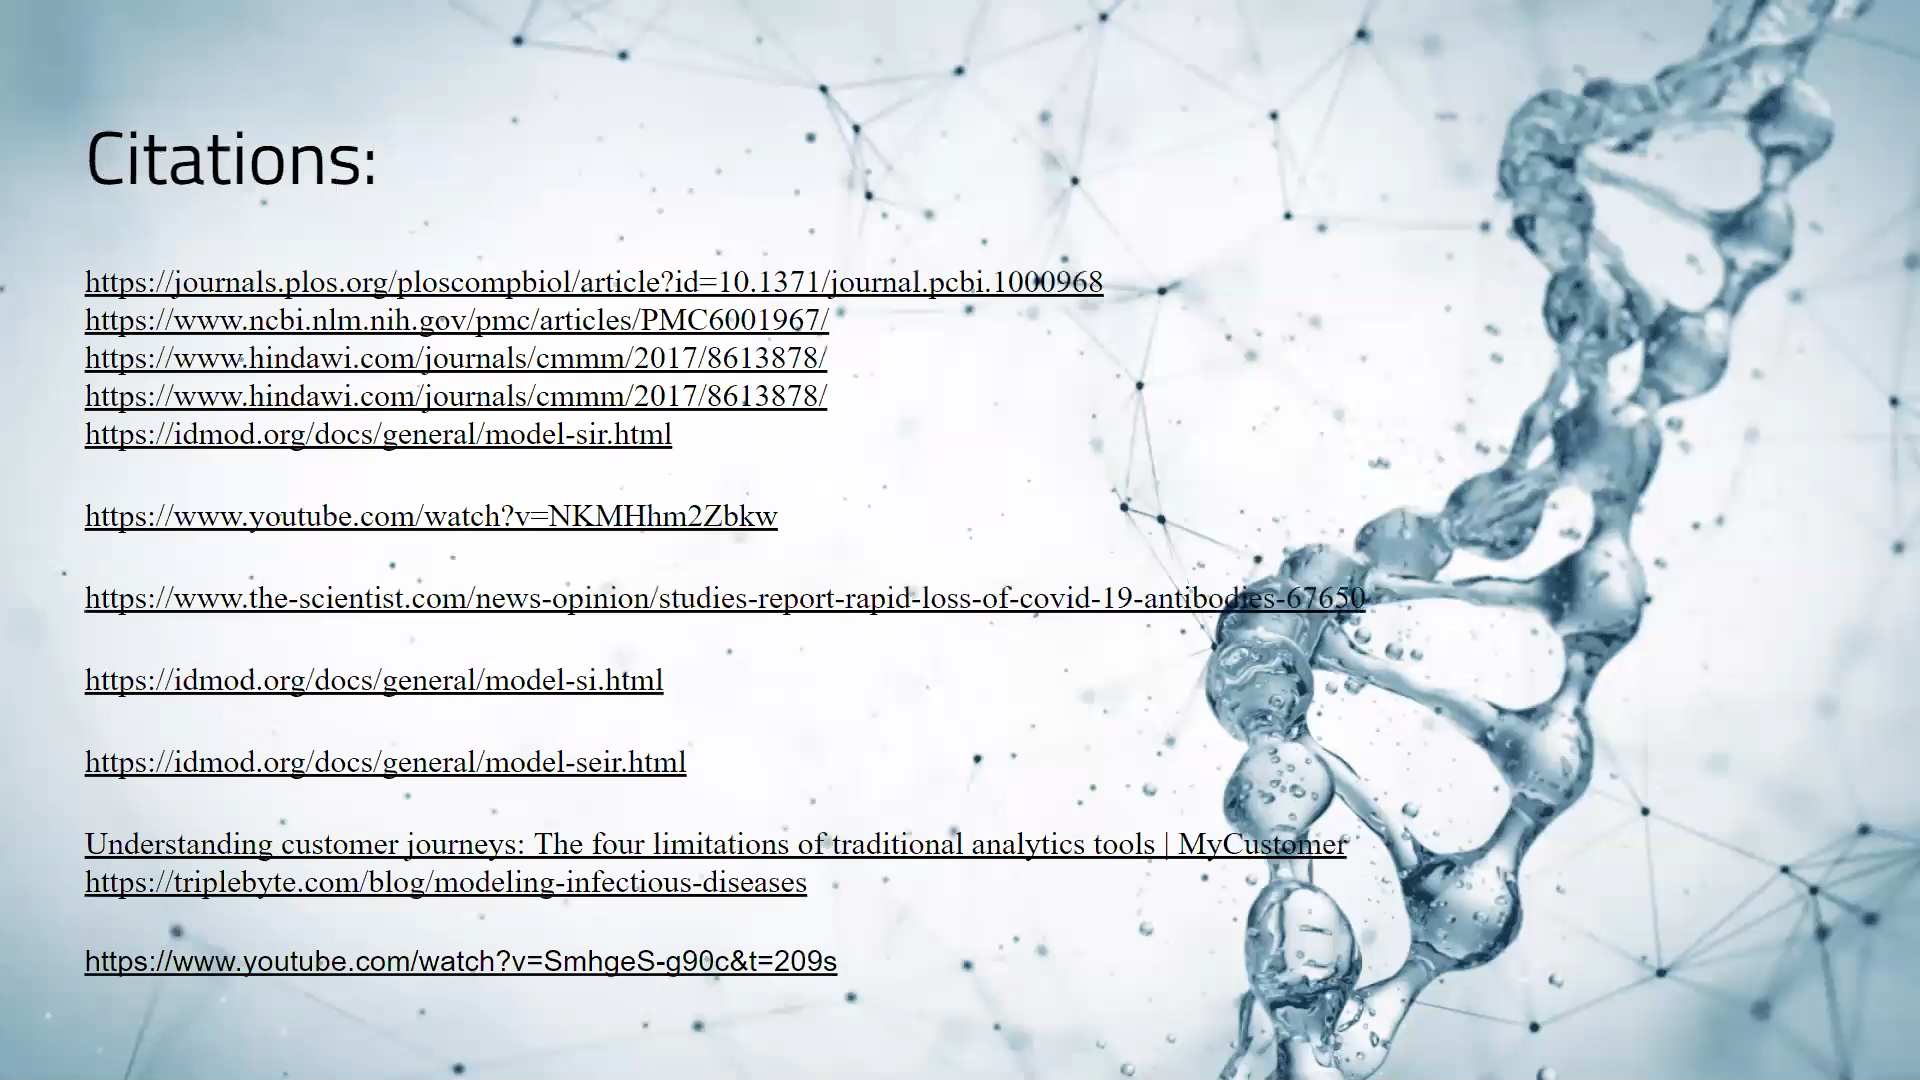 Citations:
https://journals.plos.org/ploscompbiol/article?id=10.1371/journal.pcbi.1000968
https://www.ncbi.nlm.nih.gov/pmc/articles/PMC6001967/
https://www.hindawi.com/journals/cmmm/2017/8613878/
https://www.hindawi.com/journals/cmmm/2017/8613878/
https://idmod.org/docs/general/model-sir.html
https://www.youtube.com/watch?v=NKMHhm2Zbkw
https://www.the-scientist.com/news-opinion/studies-report-rapid-loss-of-covid-19-antibodies-67650
https://idmod.org/docs/general/model-si.html
https://idmod.org/docs/general/model-seir.html
Understanding customer journeys: The four limitations of traditional analytics tools | MyCustomer
https://triplebyte.com/blog/modeling-infectious-diseases
https://www.youtube.com/watch?v=SmhgeS-g90c&t=209s